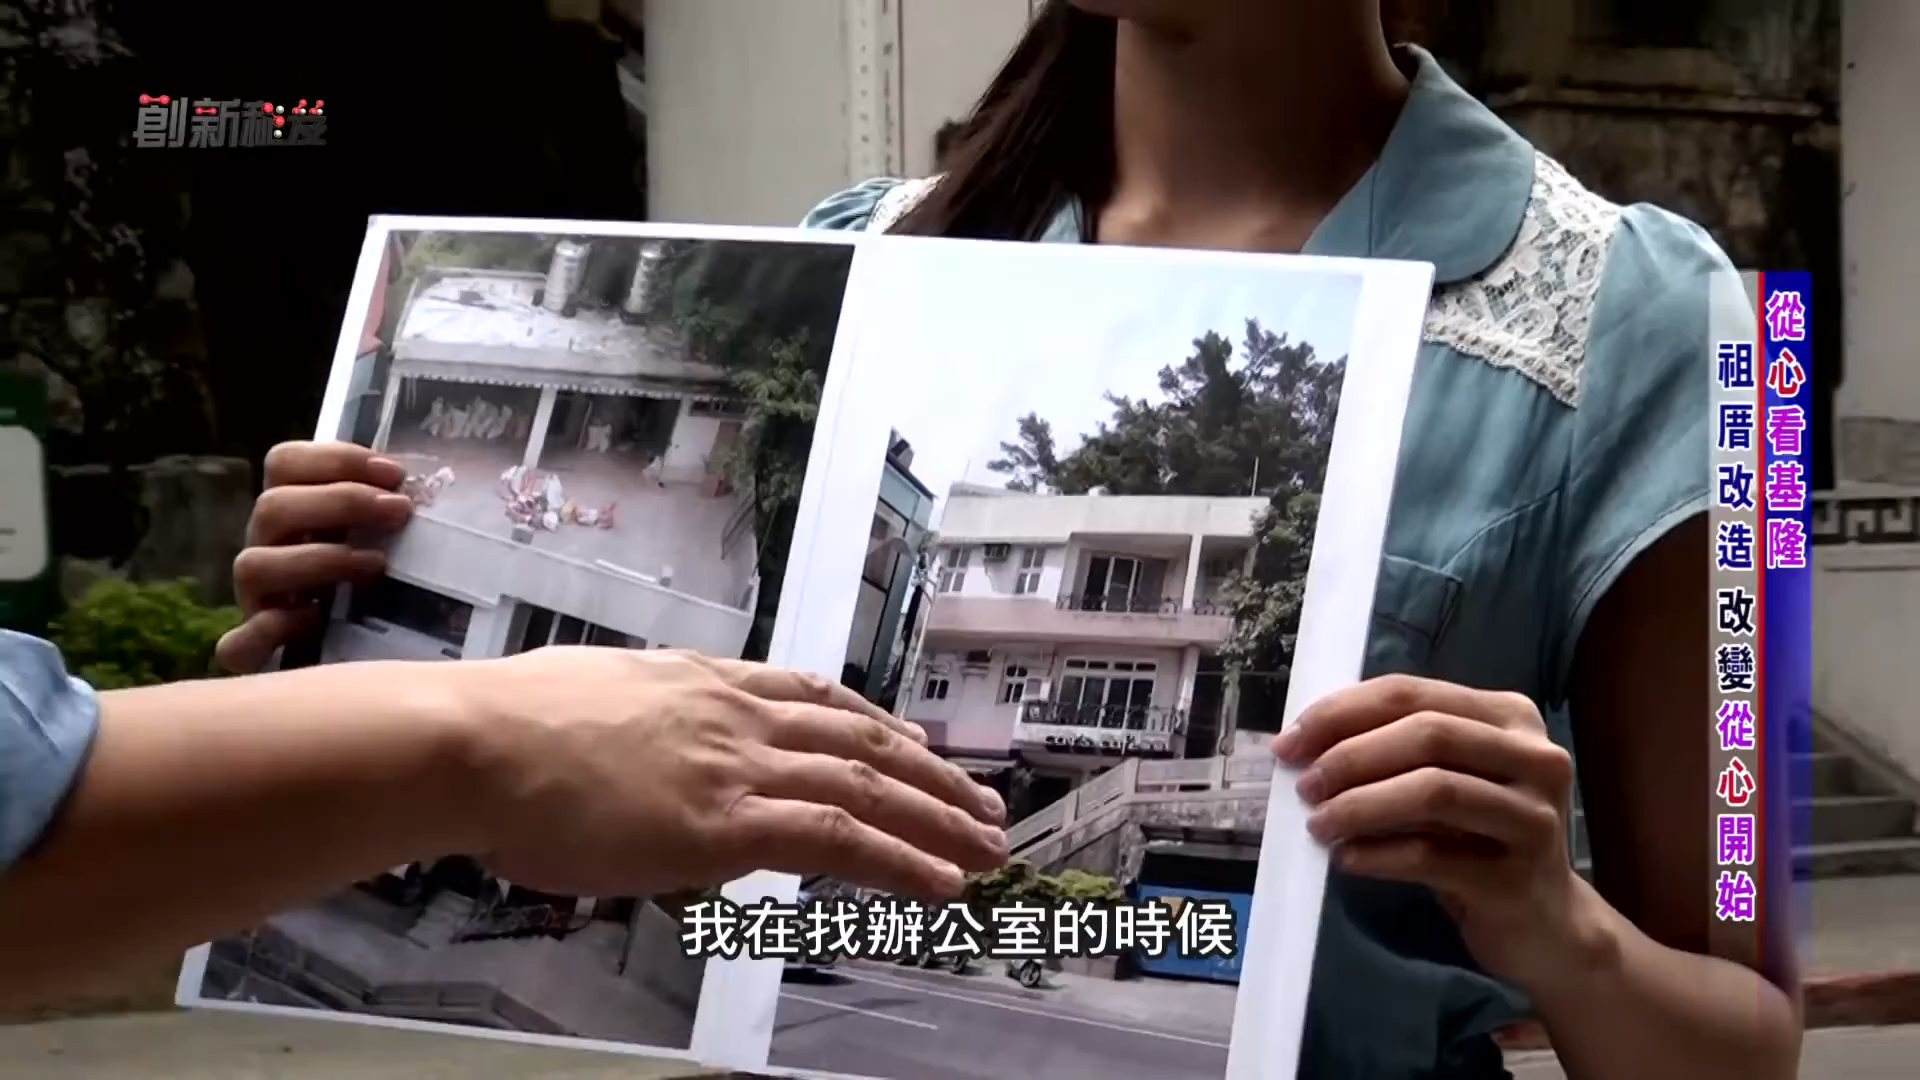 創新科技
從心看基隆
祖厝改造 改變從心開始
我在找辦公室的時候